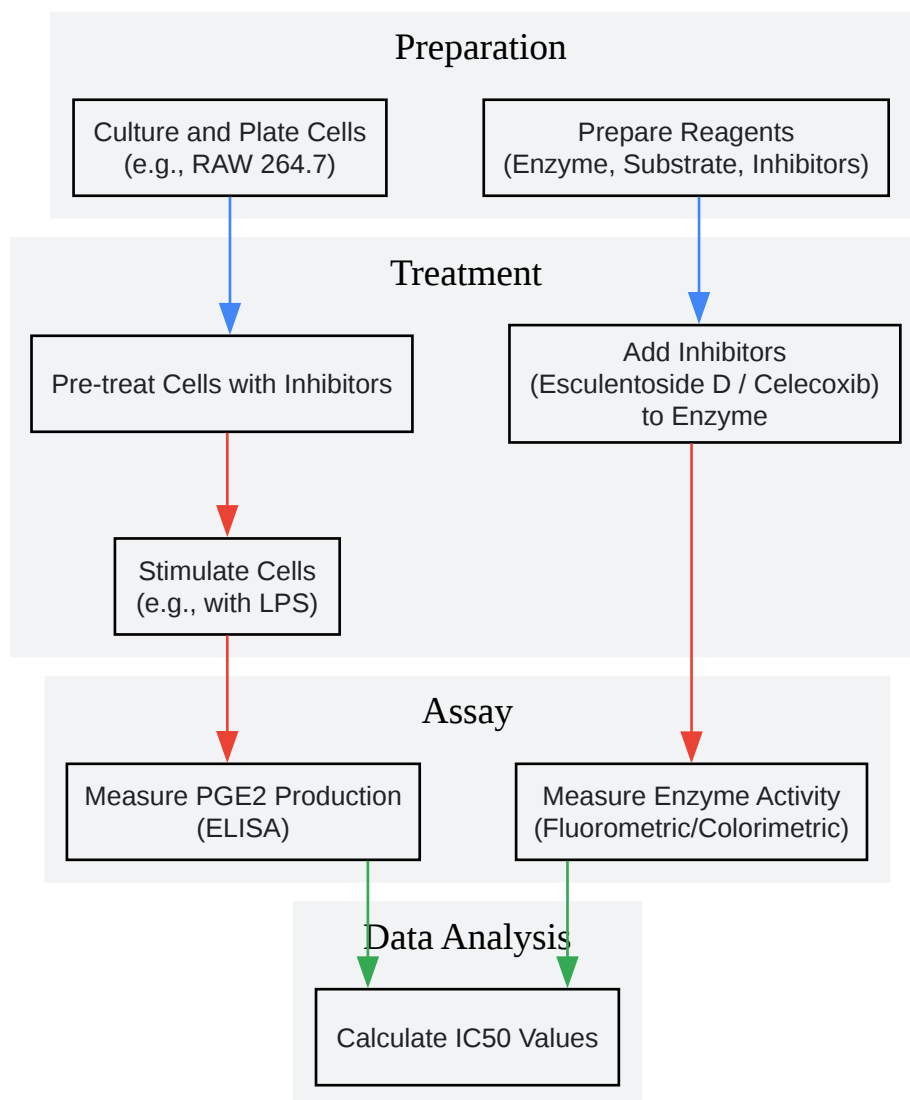 Preparation
Culture and Plate Cells
(e.g., RAW 264.7)
Prepare Reagents
(Enzyme, Substrate, Inhibitors)
Treatment
Pre-treat Cells with Inhibitors
Add Inhibitors
(Esculentoside D / Celecoxib)
to Enzyme
Stimulate Cells
(e.g., with LPS)
Assay
Measure PGE2 Production
(ELISA)
Measure Enzyme Activity
(Fluorometric/Colorimetric)
Data Analysis
Calculate IC50 Values